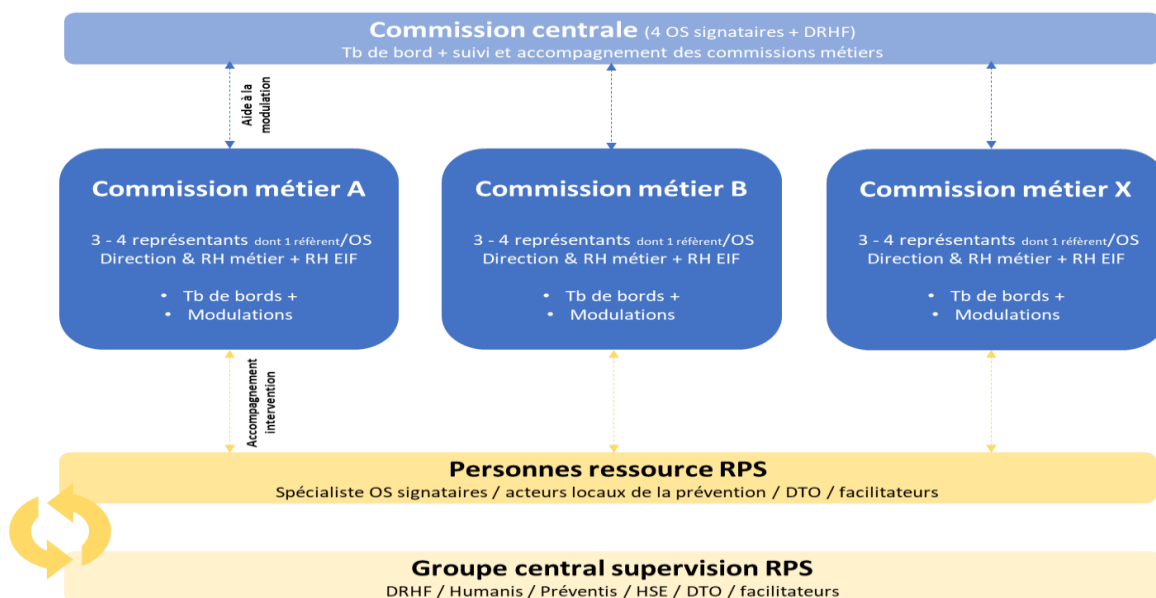 Commission centrale (4 OS signataires + DRHF)
Tb de bord + suivi et accompagnement des commissions métiers
Aide à la
modulation
Commission métier A
3 - 4 représentants dont 1 réfèrent/OS
Direction & RH métier + RH EIF
• Tb de bords +
• Modulations
Commission métier B
3 - 4 représentants dont 1 réfèrent/OS
Direction & RH métier + RH EIF
• Tb de bords +
• Modulations
Commission métier X
3 - 4 représentants dont 1 réfèrent/OS
Direction & RH métier + RH EIF
• Tb de bords +
• Modulations
Accompagnement
intervention
Personnes ressource RPS
Spécialiste OS signataires / acteurs locaux de la prévention / DTO / facilitateurs
Groupe central supervision RPS
DRHF / Humanis / Préventis / HSE / DTO / facilitateurs